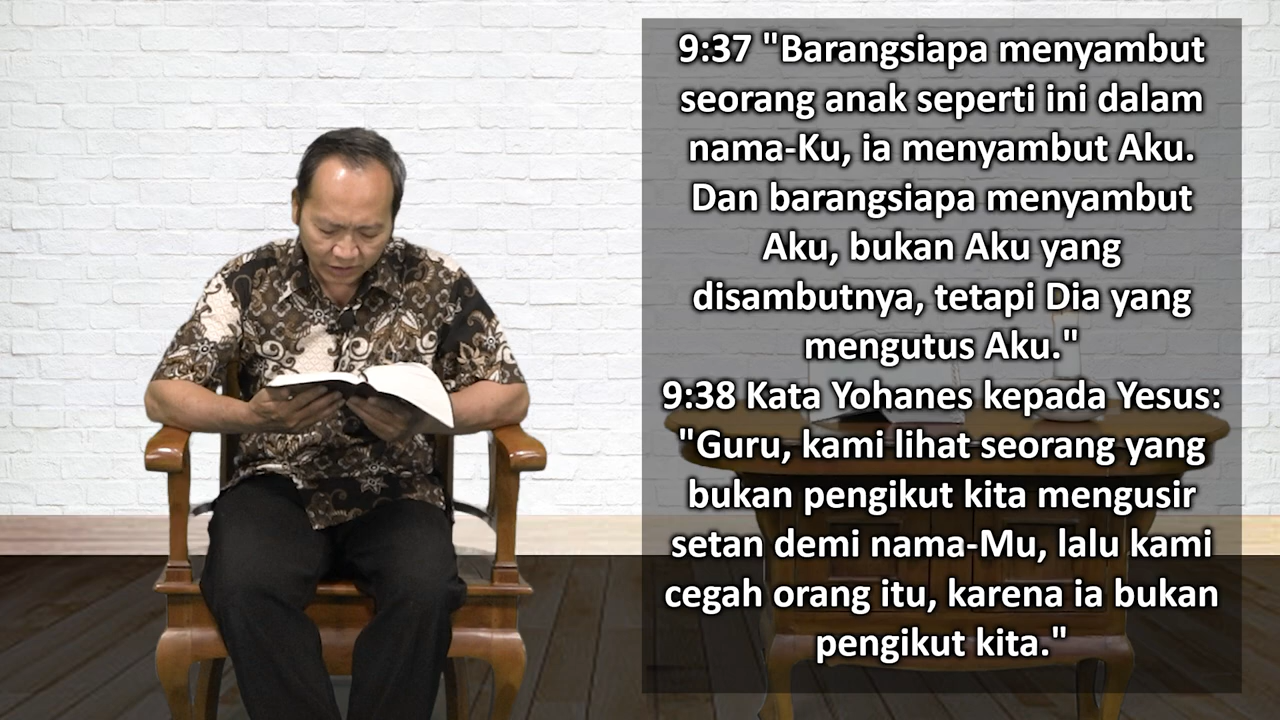 9:37 "Barangsiapa menyambut
seorang anak seperti ini dalam
nama-Ku, ia menyambut Aku.
Dan barangsiapa menyambut
Aku, bukan Aku yang
disambutnya, tetapi Dia yang
mengutus Aku."
9:38 Kata Yohanes kepada Yesus:
"Guru, kami lihat seorang yang
bukan pengikut kita mengusir
setan demi nama-Mu, lalu kami
cegah orang itu, karena ia bukan
pengikut kita."